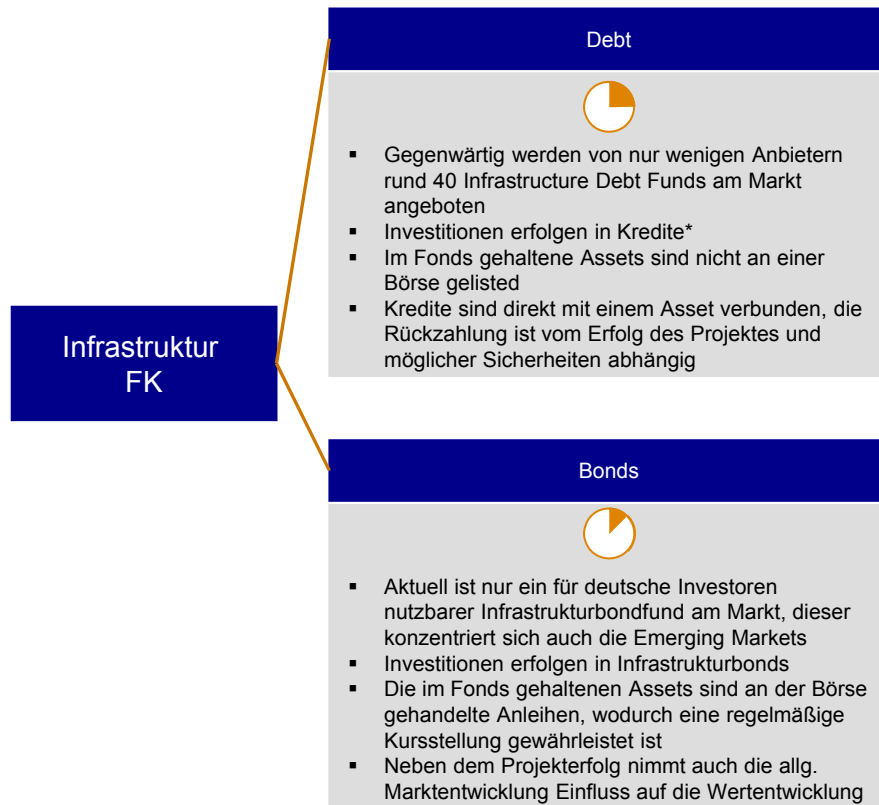 Debt
▪ Gegenwärtig werden von nur wenigen Anbietern
rund 40 Infrastructure Debt Funds am Markt
angeboten
▪ Investitionen erfolgen in Kredite*
▪ Im Fonds gehaltene Assets sind nicht an einer
Börse gelisted
▪ Kredite sind direkt mit einem Asset verbunden, die
Rückzahlung ist vom Erfolg des Projektes und
möglicher Sicherheiten abhängig
Infrastruktur
FK
Bonds
▪ Aktuell ist nur ein für deutsche Investoren
nutzbarer Infrastrukturbondfund am Markt, dieser
konzentriert sich auch die Emerging Markets
▪ Investitionen erfolgen in Infrastrukturbonds
▪ Die im Fonds gehaltenen Assets sind an der Börse
gehandelte Anleihen, wodurch eine regelmäßige
Kursstellung gewährleistet ist
▪ Neben dem Projekterfolg nimmt auch die allg.
Marktentwicklung Einfluss auf die Wertentwicklung